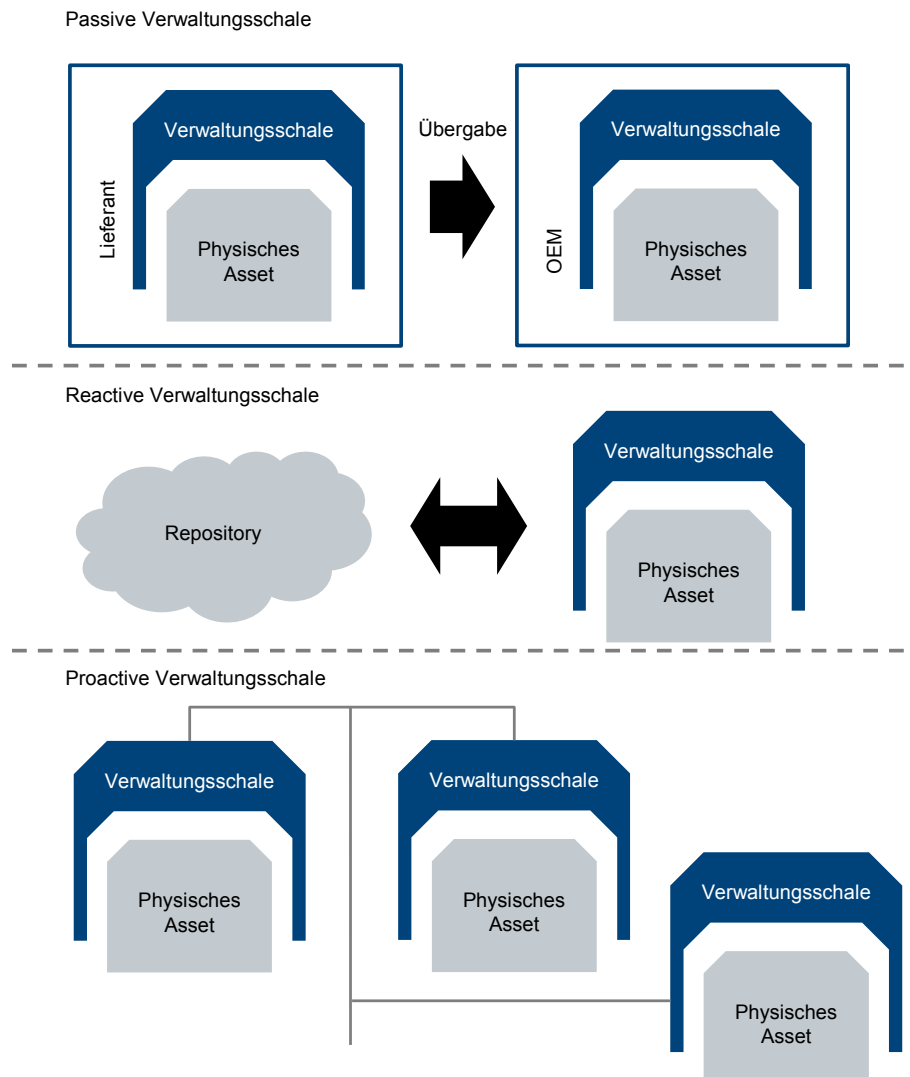 Passive Verwaltungsschale
Verwaltungsschale
Lieferant
Physisches
Asset
Übergabe
Verwaltungsschale
OEM
Physisches
Asset
Reactive Verwaltungsschale
Repository
Verwaltungsschale
Physisches
Asset
Proactive Verwaltungsschale
Verwaltungsschale
Physisches
Asset
Verwaltungsschale
Physisches
Asset
Verwaltungsschale
Physisches
Asset